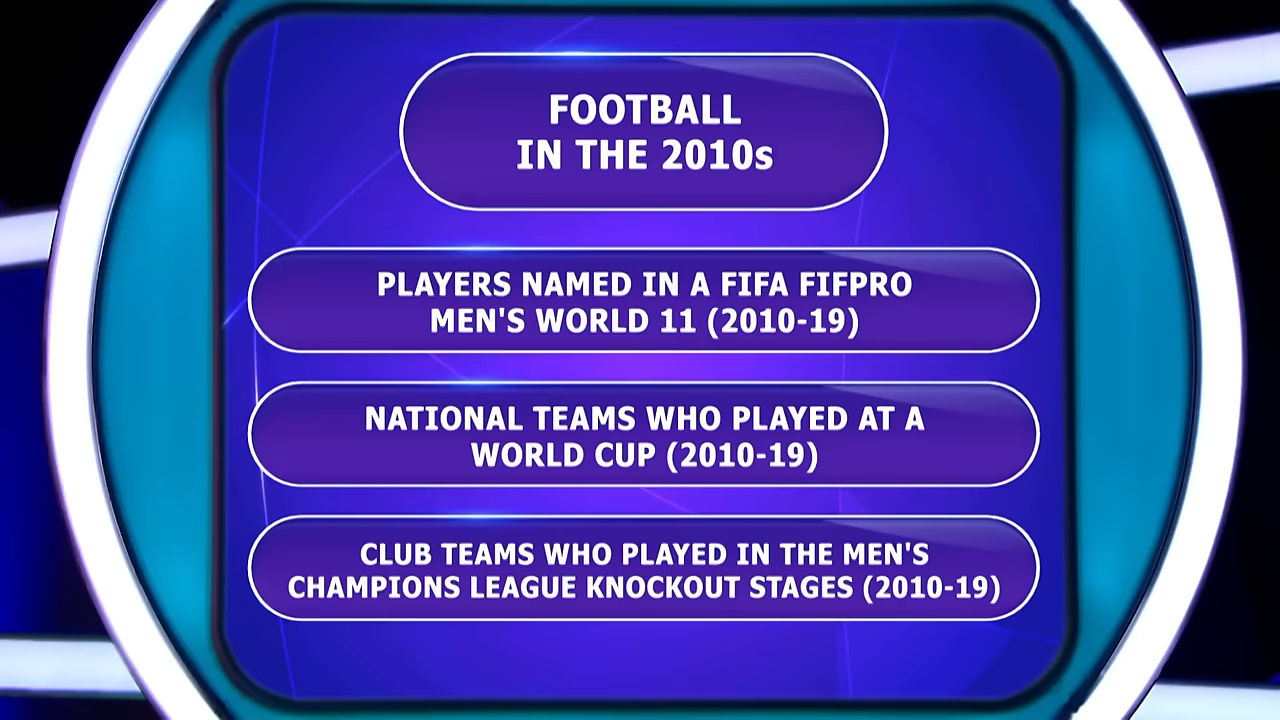 FOOTBALL
IN THE 2010s
PLAYERS NAMED IN A FIFA FIFPRO
MEN'S WORLD 11 (2010-19)
NATIONAL TEAMS WHO PLAYED AT A
WORLD CUP (2010-19)
CLUB TEAMS WHO PLAYED IN THE MEN'S
CHAMPIONS LEAGUE KNOCKOUT STAGES (2010-19)